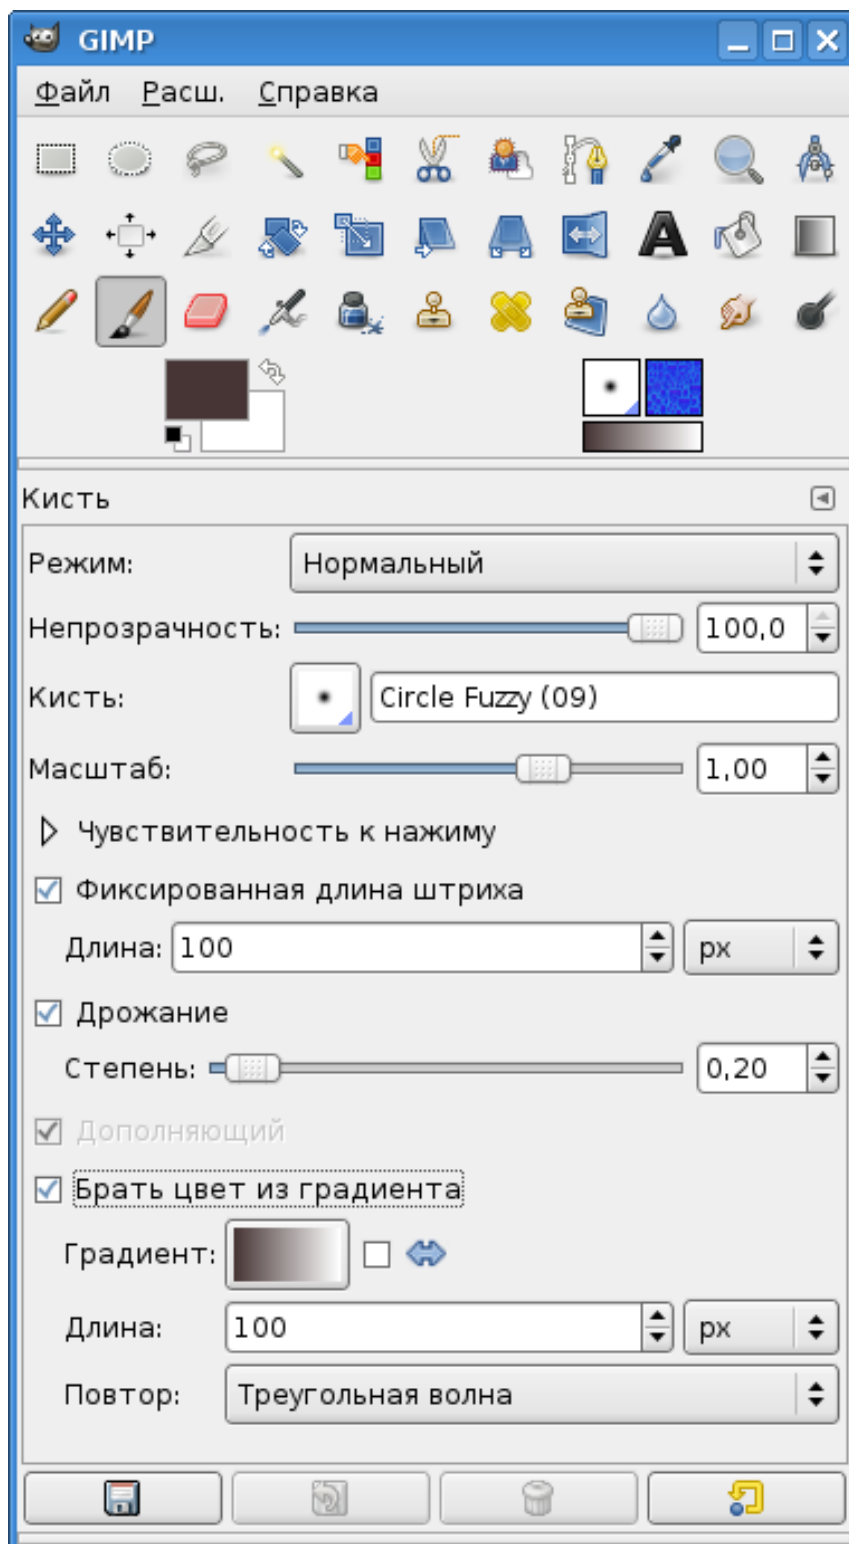 GIMP
Файл Расш. Справка
Кисть
Режим: Нормальный
Непрозрачность: 100,0
Кисть: Circle Fuzzy (09)
Масштаб: 1,00
Чувствительность к нажиму
Фиксированная длина штриха
Длина: 100 px
Дрожание
Степень: 0,20
Дополняющий
Брать цвет из градиента
Градиент:
Длина: 100 px
Повтор: Треугольная волна